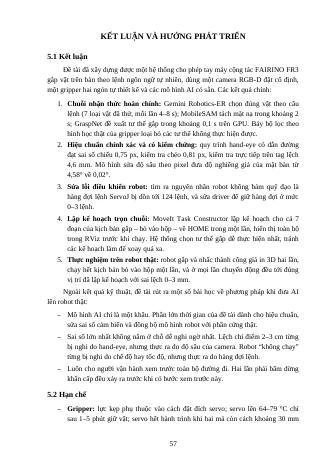 KẾT LUẬN VÀ HƯỚNG PHÁT TRIỂN
5.1 Kết luận
Đề tài đã xây dựng được một hệ thống cho phép tay máy cộng tác FAIRINO FR3
gắp vật trên bàn theo lệnh ngôn ngữ tự nhiên, dùng một camera RGB-D đặt cố định,
một gripper hai ngón tự thiết kế và các mô hình AI có sẵn. Các kết quả chính:
1. Chuỗi nhận thức hoàn chỉnh: Gemini Robotics-ER chọn đúng vật theo câu
lệnh (7 loại vật đã thử, mỗi lần 4–8 s); MobileSAM tách mặt nạ trong khoảng 2
s; GraspNet đề xuất tư thế gắp trong khoảng 0,1 s trên GPU. Bảy bộ lọc theo
hình học thật của gripper loại bỏ các tư thế không thực hiện được.
2. Hiệu chuẩn chính xác và có kiểm chứng: quy trình hand-eye có dẫn đường
đạt sai số chiếu 0,75 px, kiểm tra chéo 0,81 px, kiểm tra trực tiếp trên tag lệch
4,6 mm. Mô hình sửa độ sâu theo pixel đưa độ nghiêng giả của mặt bàn từ
4,58° về 0,02°.
3. Sửa lỗi điều khiển robot: tìm ra nguyên nhân robot không bám quỹ đạo là
hàng đợi lệnh ServoJ bị dồn tới 124 lệnh, và sửa driver để giữ hàng đợi ở mức
0–3 lệnh.
4. Lập kế hoạch trọn chuỗi: MoveIt Task Constructor lập kế hoạch cho cả 7
đoạn của kịch bản gắp – bỏ vào hộp – về HOME trong một lần, hiển thị toàn bộ
trong RViz trước khi chạy. Hệ thống chọn tư thế gắp dễ thực hiện nhất, tránh
các kế hoạch làm đế xoay quá xa.
5. Thực nghiệm trên robot thật: robot gắp và nhấc thành công lon in 3D hai lần,
chạy hết kịch bản bỏ vào hộp một lần, và ở mọi lần chuyển động đều tới đúng
vị trí đã lập kế hoạch với sai lệch 0–3 mm.
Ngoài kết quả kỹ thuật, đề tài rút ra một số bài học về phương pháp khi đưa AI
lên robot thật:
– Mô hình AI chỉ là một khâu. Phần lớn thời gian của đề tài dành cho hiệu chuẩn,
sửa sai số cảm biến và đồng bộ mô hình robot với phần cứng thật.
– Sai số lớn nhất không nằm ở chỗ dễ nghi ngờ nhất. Lệch chỉ điểm 2–3 cm từng
bị nghi do hand-eye, nhưng thực ra do độ sâu của camera. Robot “không chạy”
từng bị nghi do chế độ hay tốc độ, nhưng thực ra do hàng đợi lệnh.
– Luôn cho người vận hành xem trước toàn bộ đường đi. Hai lần phải bấm dừng
khẩn cấp đều xảy ra trước khi có bước xem trước này.
5.2 Hạn chế
– Gripper: lực kẹp phụ thuộc vào cách đặt đích servo; servo lên 64–79 °C chỉ
sau 1–5 phút giữ vật; servo hết hành trình khi hai má còn cách khoảng 30 mm
57